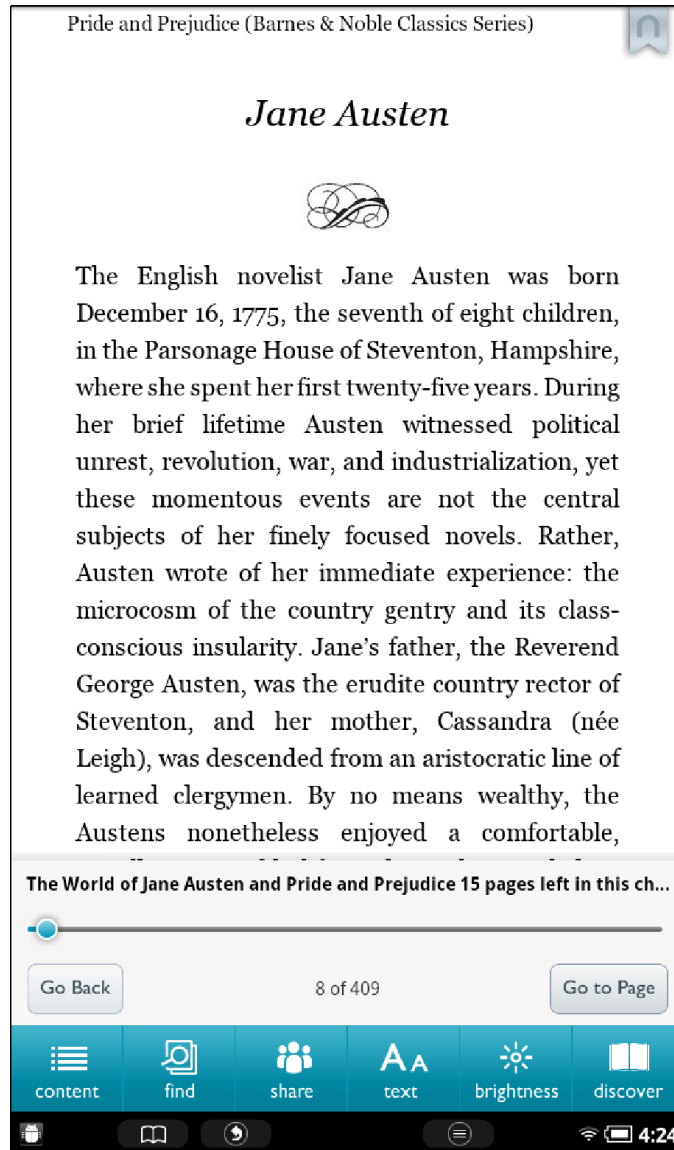 Pride and Prejudice (Barnes & Noble Classics Series)
Jane Austen
The English novelist Jane Austen was born
December 16, 1775, the seventh of eight children,
in the Parsonage House of Steventon, Hampshire,
where she spent her first twenty-five years. During
her brief lifetime Austen witnessed political
unrest, revolution, war, and industrialization, yet
these momentous events are not the central
subjects of her finely focused novels. Rather,
Austen wrote of her immediate experience: the
microcosm of the country gentry and its class-
conscious insularity. Jane’s father, the Reverend
George Austen, was the erudite country rector of
Steventon, and her mother, Cassandra (née
Leigh), was descended from an aristocratic line of
learned clergymen. By no means wealthy, the
Austens nonetheless enjoyed a comfortable,
The World of Jane Austen and Pride and Prejudice 15 pages left in this ch...
Go Back 8 of 409 Go to Page
content find share text brightness discover
4:24